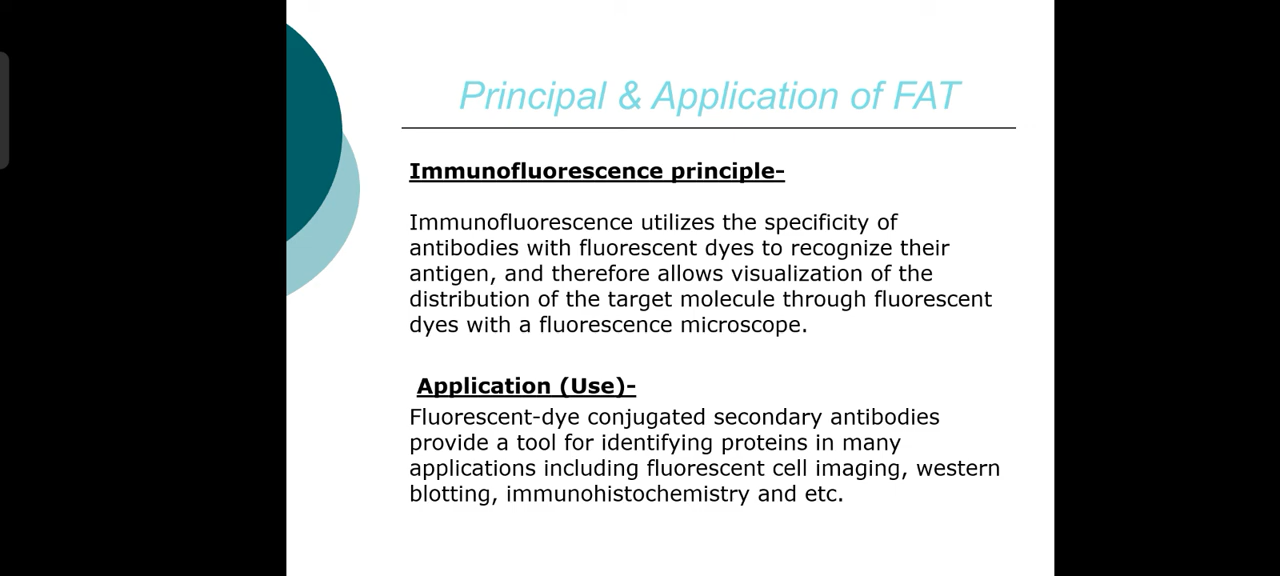 Principal & Application of FAT
Immunofluorescence principle-
Immunofluorescence utilizes the specificity of
antibodies with fluorescent dyes to recognize their
antigen, and therefore allows visualization of the
distribution of the target molecule through fluorescent
dyes with a fluorescence microscope.
Application (Use)-
Fluorescent-dye conjugated secondary antibodies
provide a tool for identifying proteins in many
applications including fluorescent cell imaging, western
blotting, immunohistochemistry and etc.